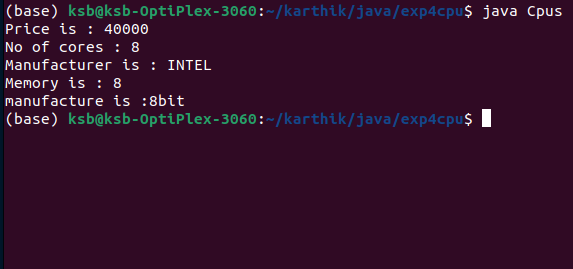 (base) ksb@ksb-OptiPlex-3060:~/karthik/java/exp4cpu$ java Cpus
Price is : 40000
No of cores : 8
Manufacturer is : INTEL
Memory is : 8
manufacture is :8bit
(base) ksb@ksb-OptiPlex-3060:~/karthik/java/exp4cpu$